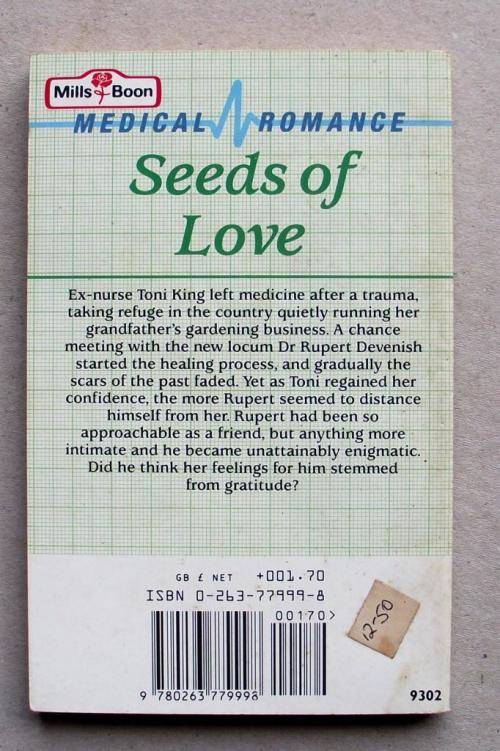 Mills & Boon
MEDICAL ROMANCE
Seeds of
Love
Ex-nurse Toni King left medicine after a trauma,
taking refuge in the country quietly running her
grandfather's gardening business. A chance
meeting with the new locum Dr Rupert Devenish
started the healing process, and gradually the
scars of the past faded. Yet as Toni regained her
confidence, the more Rupert seemed to distance
himself from her. Rupert had been so
approachable as a friend, but anything more
intimate and he became unattainably enigmatic.
Did he think her feelings for him stemmed
from gratitude?
GB £ NET +001.70
ISBN 0-263-77999-8
00170>
12-50
9 780263 779998
9302